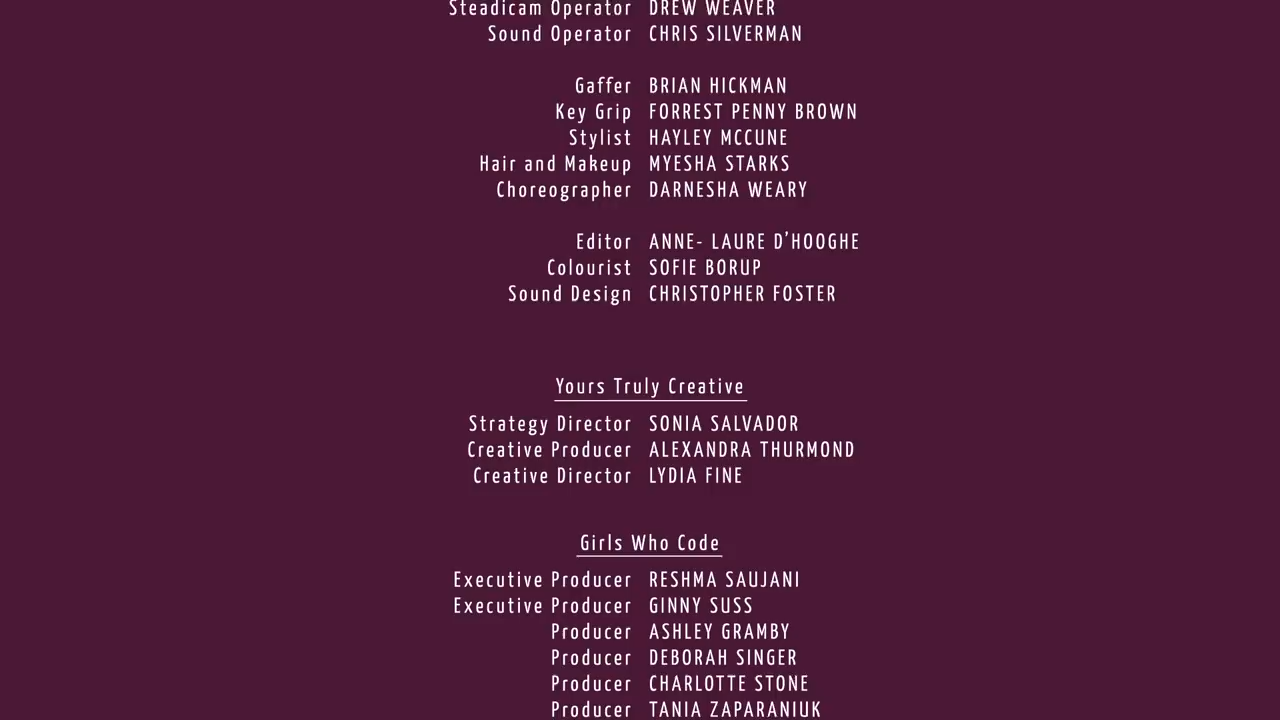 Steadicam Operator DREW WEAVER
Sound Operator CHRIS SILVERMAN
Gaffer BRIAN HICKMAN
Key Grip FORREST PENNY BROWN
Stylist HAYLEY MCCUNE
Hair and Makeup MYESHA STARKS
Choreographer DARNESHA WEARY
Editor ANNE- LAURE D’HOOGHE
Colourist SOFIE BORUP
Sound Design CHRISTOPHER FOSTER
Yours Truly Creative
Strategy Director SONIA SALVADOR
Creative Producer ALEXANDRA THURMOND
Creative Director LYDIA FINE
Girls Who Code
Executive Producer RESHMA SAUJANI
Executive Producer GINNY SUSS
Producer ASHLEY GRAMBY
Producer DEBORAH SINGER
Producer CHARLOTTE STONE
Producer TANIA ZAPARANIUK